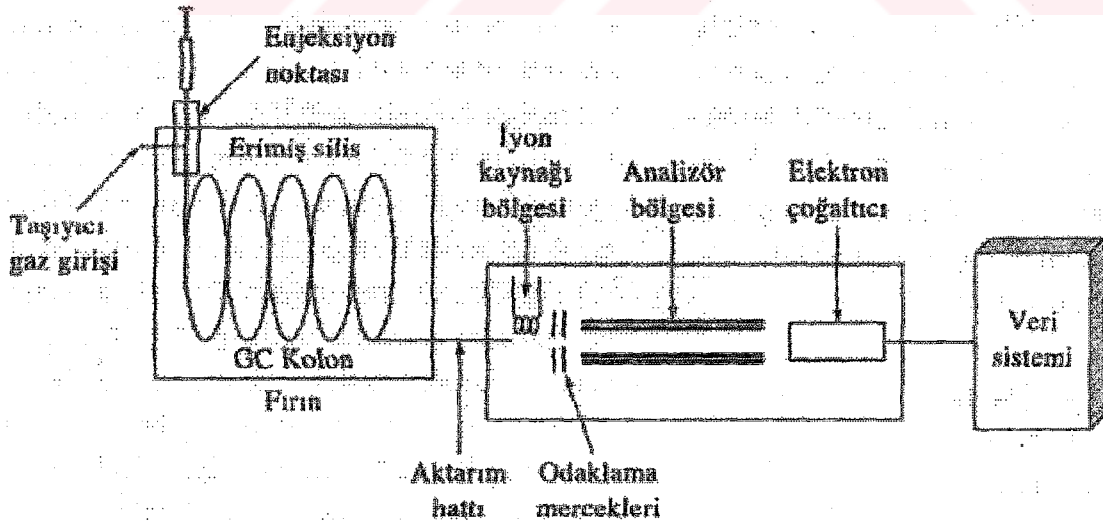 Enjeksiyon
noktası
Erimiş silis
Taşıyıcı
gaz girişi
GC Kolon
Fırın
İyon
kaynağı
bölgesi
Analizör
bölgesi
Elektron
çoğaltıcı
Veri
sistemi
Aktarım
hattı
Odaklama
mercekleri